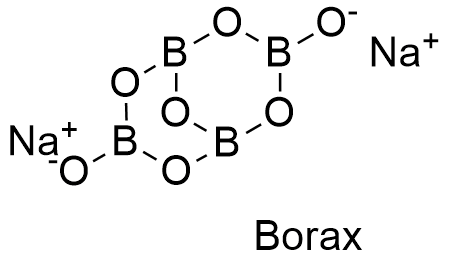 O O-
B B Na+
O
O O
Na+ B B
-O O
Borax